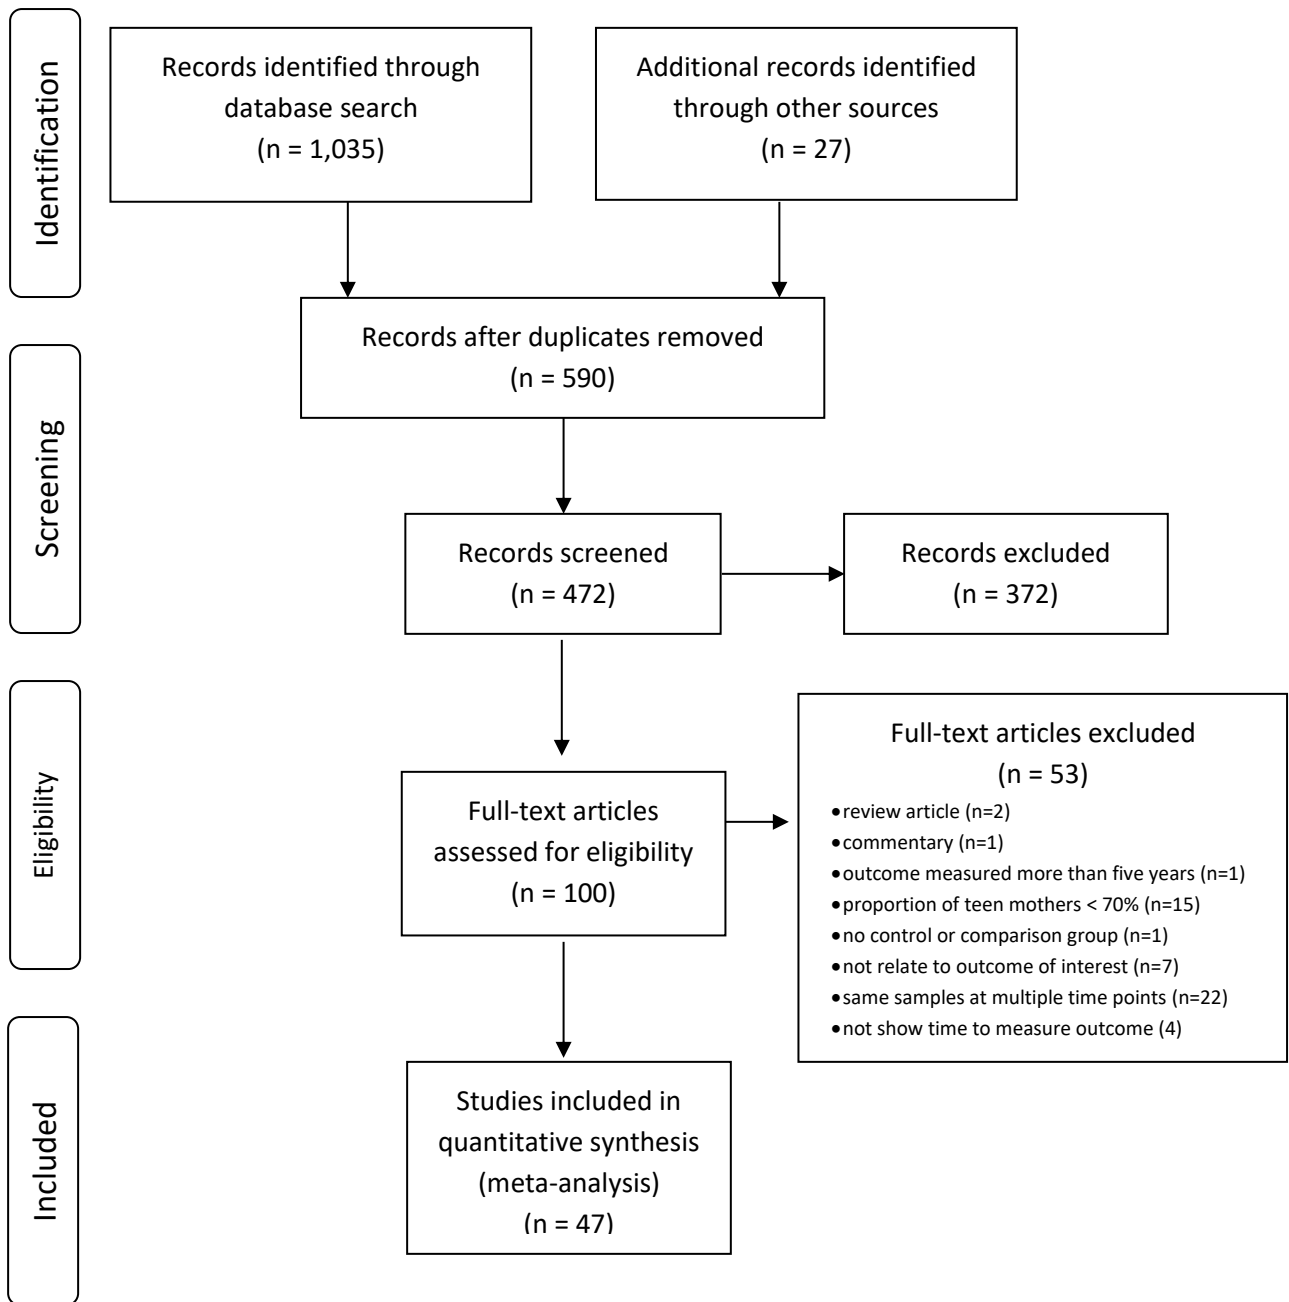 Identification
Records identified through
database search
(n = 1,035)
Additional records identified
through other sources
(n = 27)
Records after duplicates removed
(n = 590)
Screening
Records screened
(n = 472)
Records excluded
(n = 372)
Eligibility
Full-text articles
assessed for eligibility
(n = 100)
Full-text articles excluded
(n = 53)
•review article (n=2)
•commentary (n=1)
•outcome measured more than five years (n=1)
•proportion of teen mothers < 70% (n=15)
•no control or comparison group (n=1)
•not relate to outcome of interest (n=7)
•same samples at multiple time points (n=22)
•not show time to measure outcome (4)
Included
Studies included in
quantitative synthesis
(meta-analysis)
(n = 47)